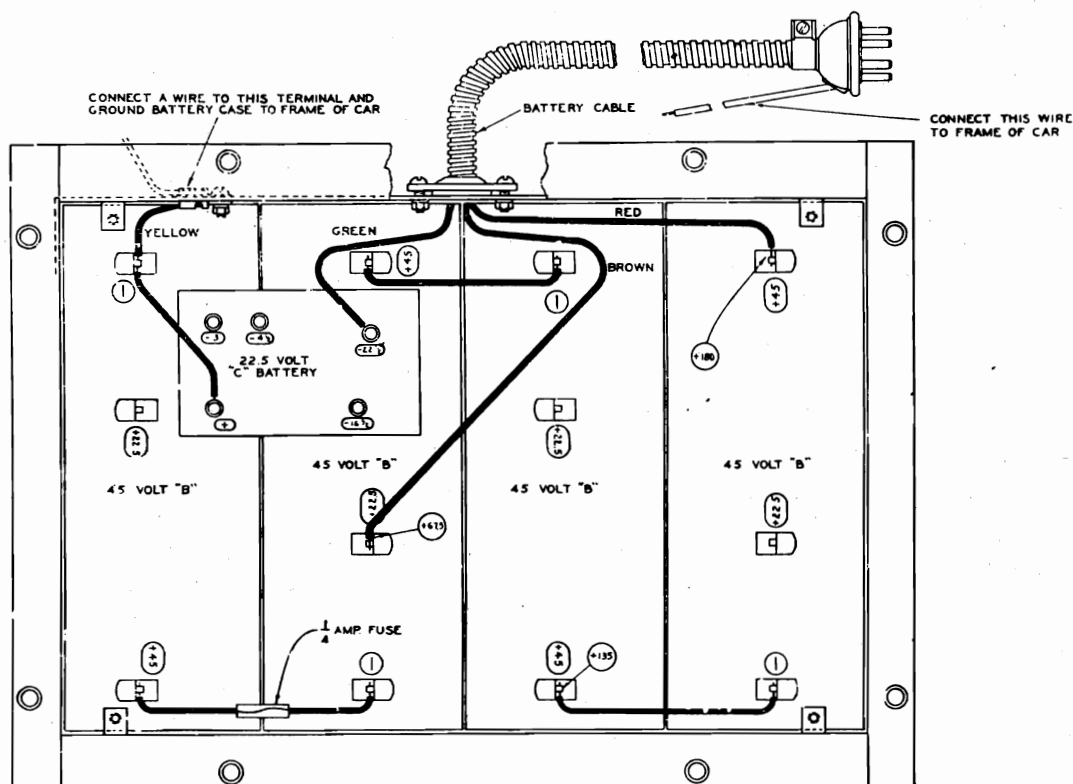 CONNECT A WIRE TO THIS TERMINAL AND
GROUND BATTERY CASE TO FRAME OF CAR
BATTERY CABLE
CONNECT THIS WIRE
TO FRAME OF CAR
YELLOW
GREEN
RED
BROWN
+45
+45
-3
-4½
-22½
+180
22.5 VOLT
"C" BATTERY
+
-16½
+22.5
+22.5
45 VOLT "B"
45 VOLT "B"
45 VOLT "B"
45 VOLT "B"
+22.5
+22.5
+67.5
¼ AMP. FUSE
+45
+45
+135